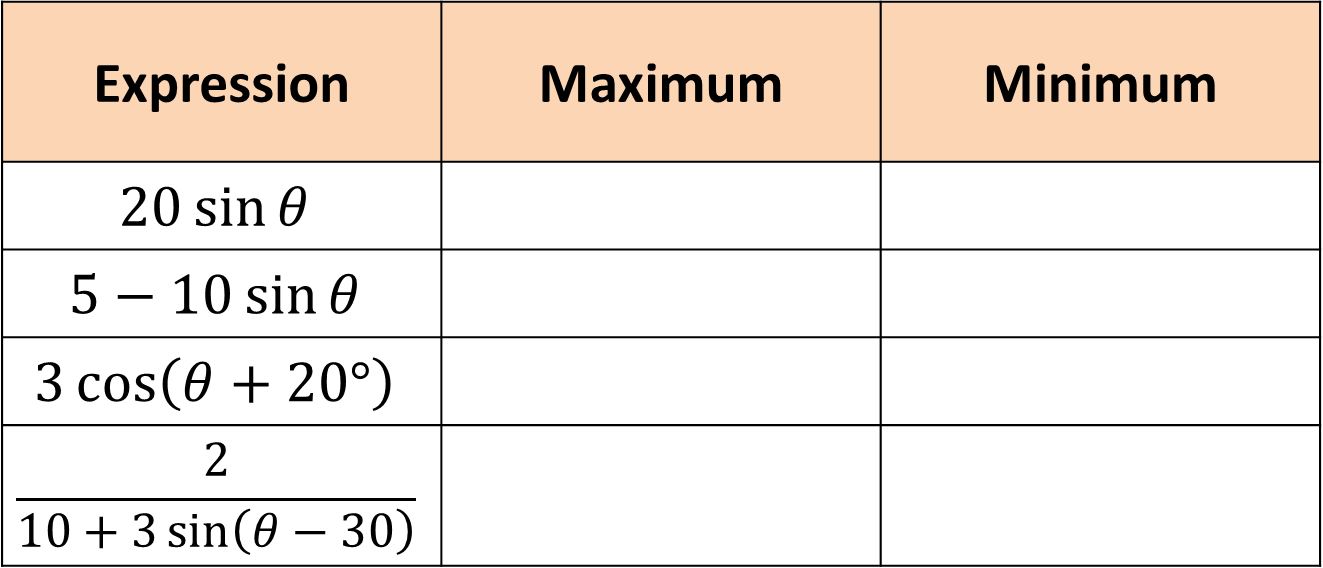 Expression Maximum Minimum
20 sin θ
5 − 10 sin θ
3 cos(θ + 20°)
2
10 + 3 sin(θ − 30)